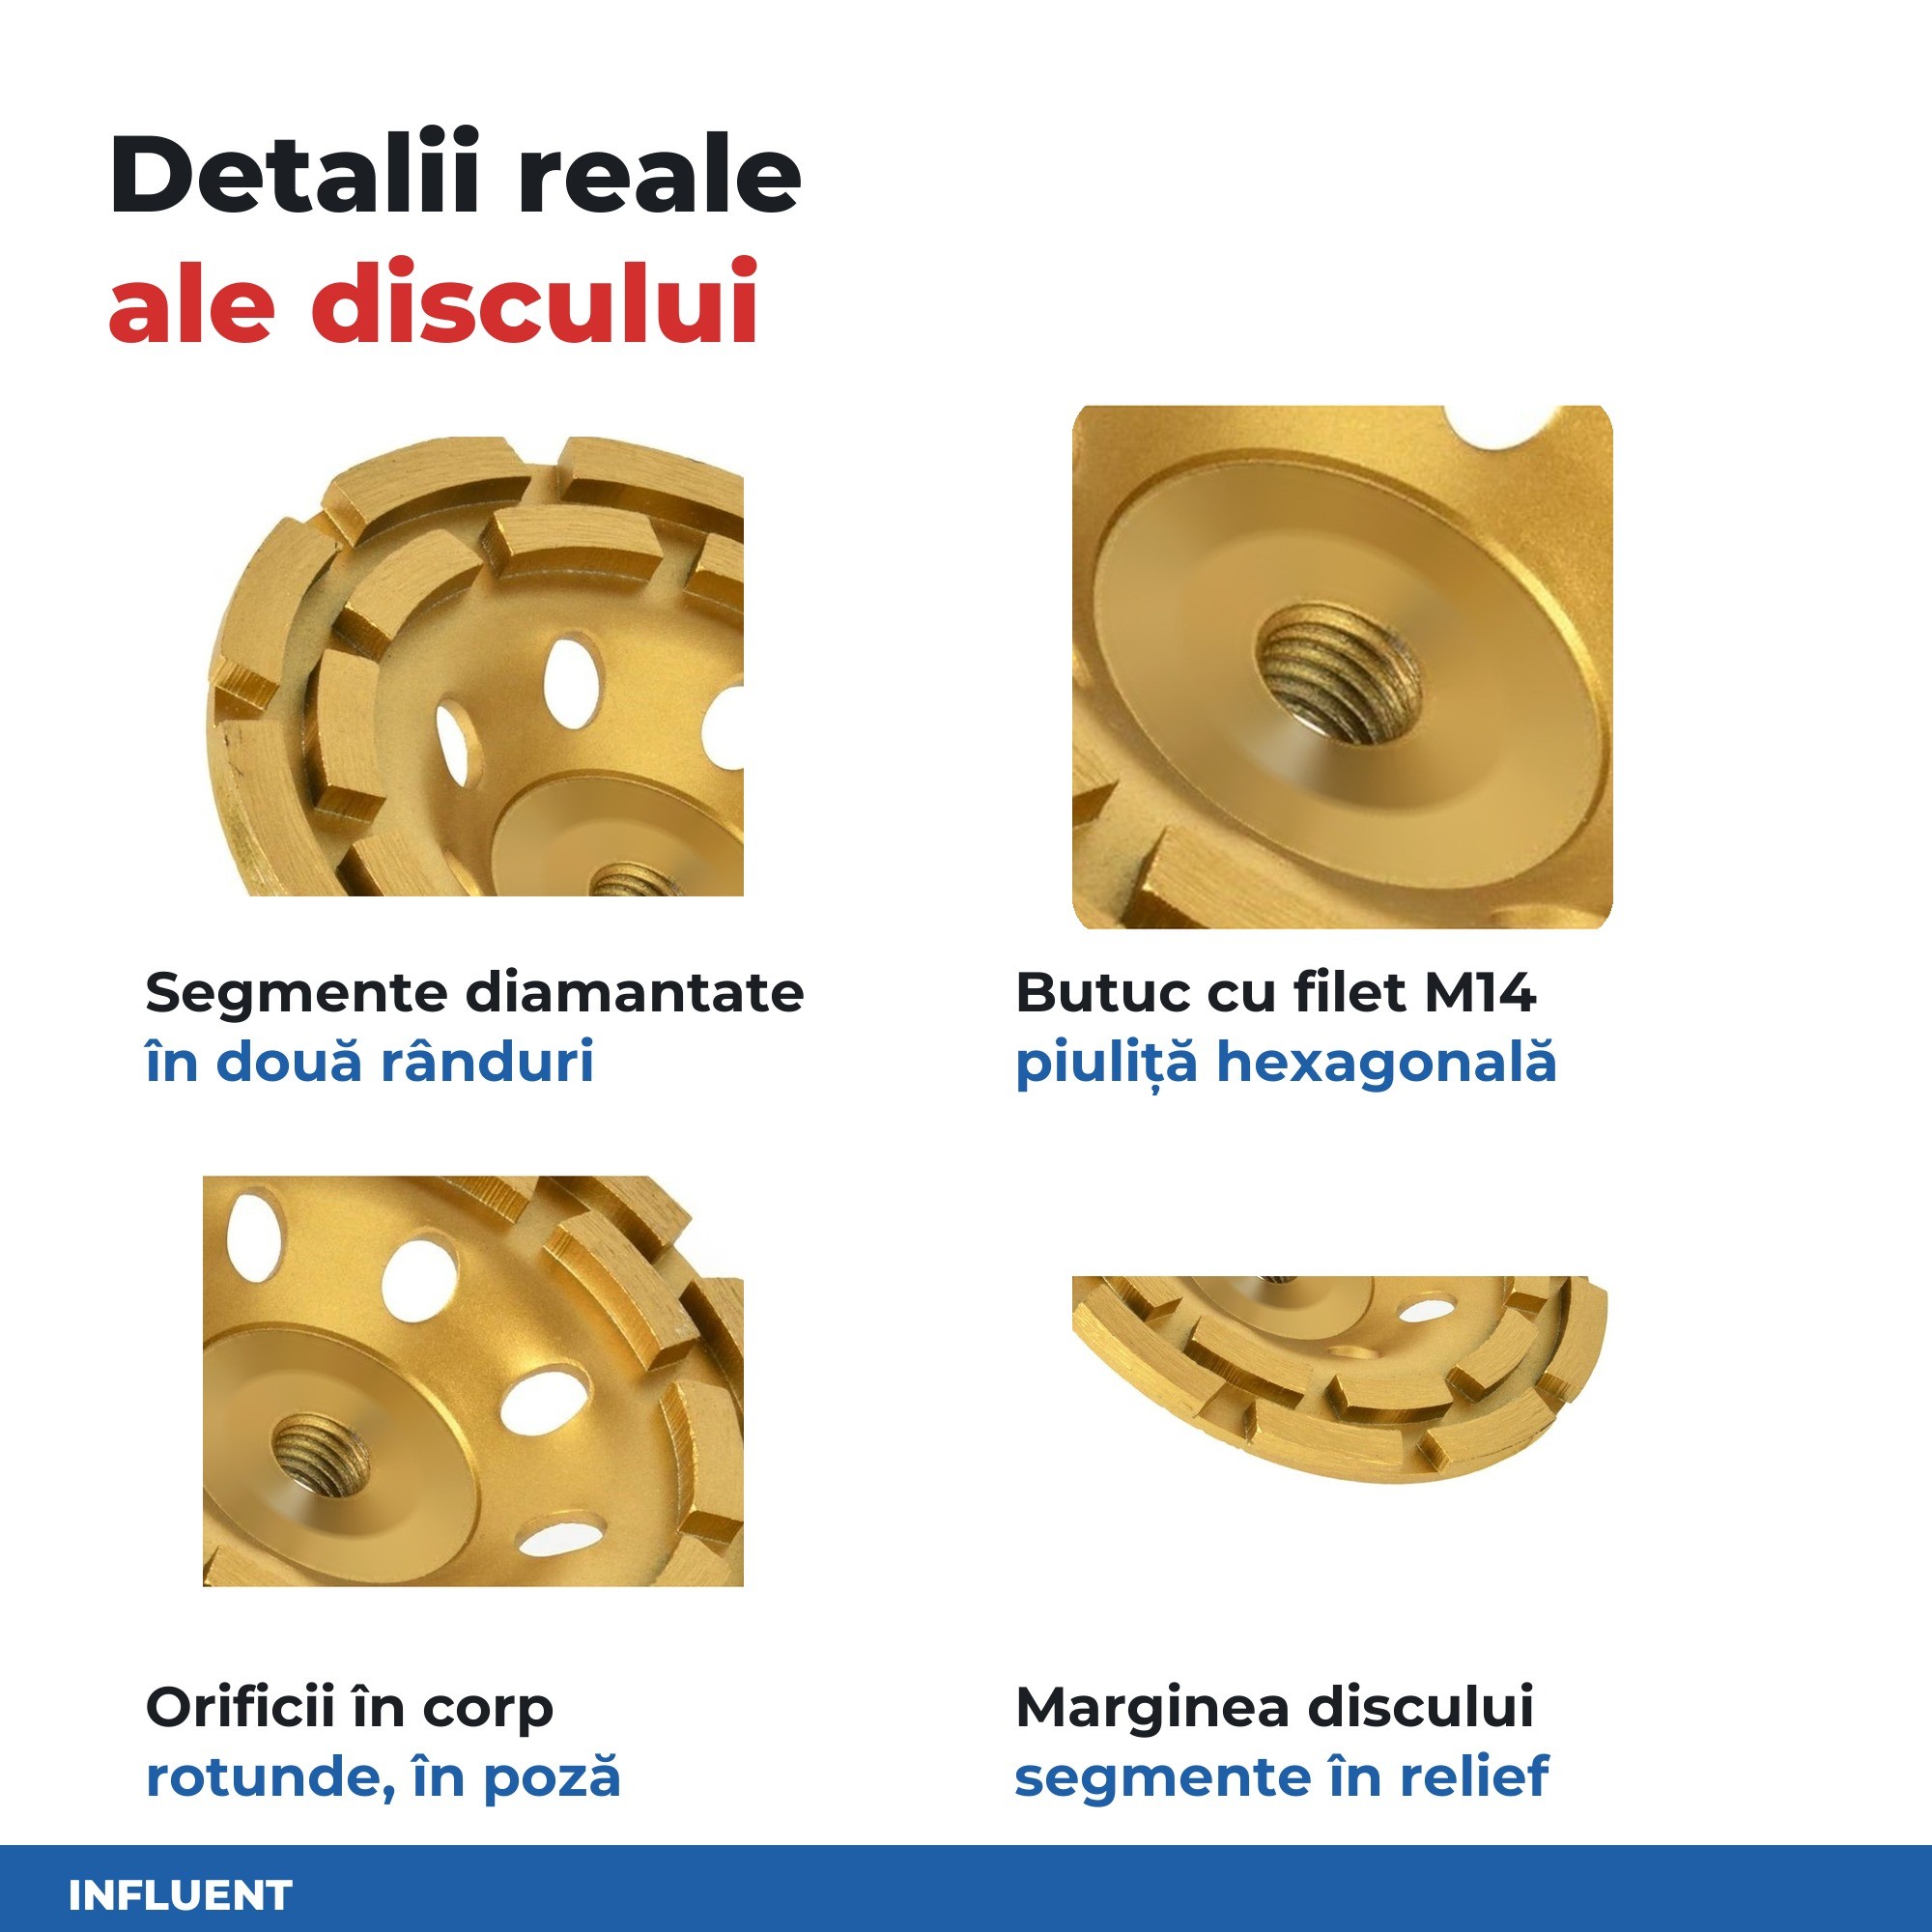 Detalii reale
ale discului
Segmente diamantate
în două rânduri
Butuc cu filet M14
piuliță hexagonală
Orificii în corp
rotunde, în poză
Marginea discului
segmente în relief
INFLUENT